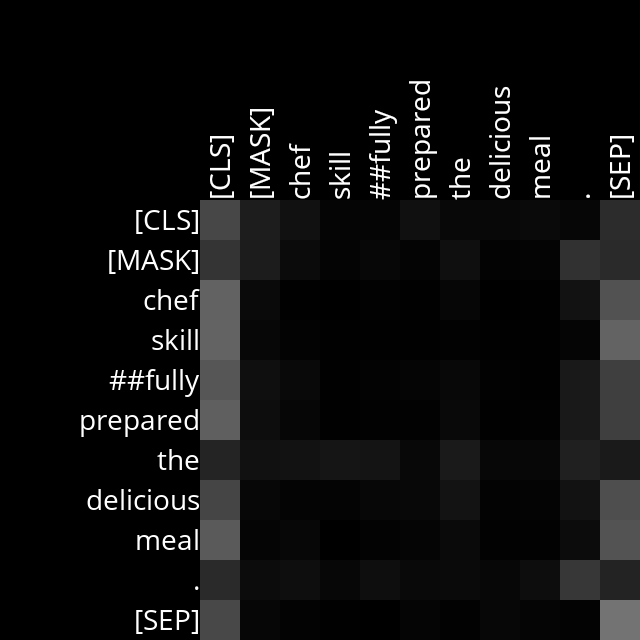 [CLS] [MASK] chef skill ##fully prepared the delicious meal . [SEP]
[CLS]
[MASK]
chef
skill
##fully
prepared
the
delicious
meal
.
[SEP]